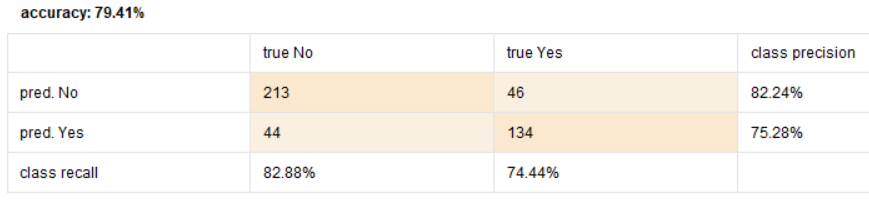 accuracy: 79.41%
true No true Yes class precision
pred. No 213 46 82.24%
pred. Yes 44 134 75.28%
class recall 82.88% 74.44%